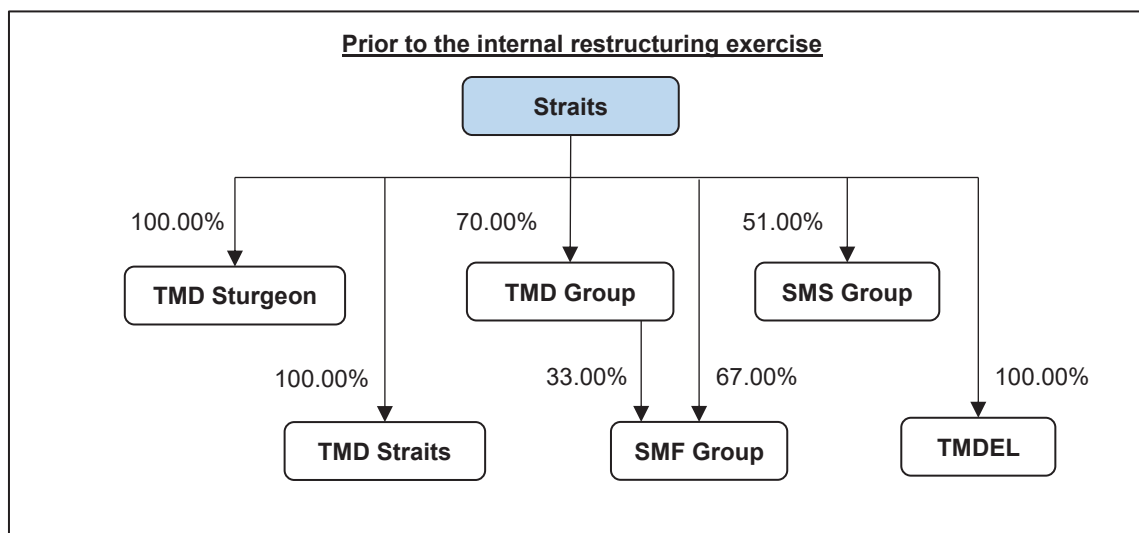 Prior to the internal restructuring exercise
Straits
100.00%
70.00%
51.00%
TMD Sturgeon
TMD Group
SMS Group
100.00%
33.00%
67.00%
100.00%
TMD Straits
SMF Group
TMDEL